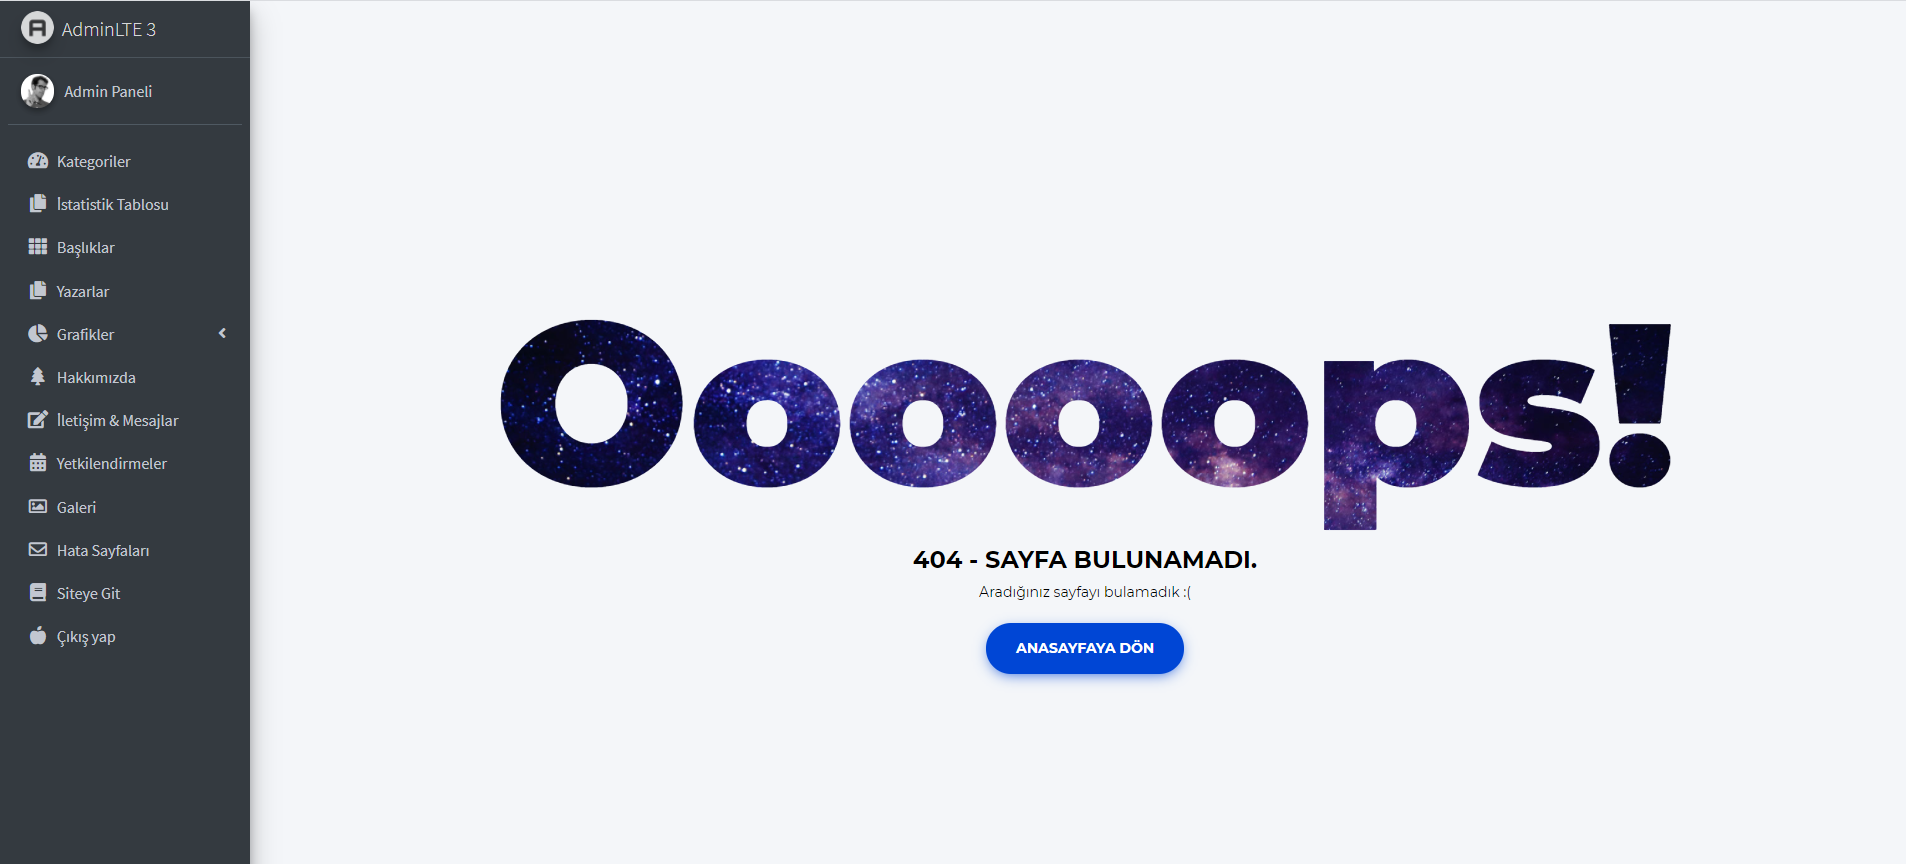 AdminLTE 3
Admin Paneli
Kategoriler
İstatistik Tablosu
Başlıklar
Yazarlar
Grafikler
Hakkımızda
İletişim & Mesajlar
Yetkilendirmeler
Galeri
Hata Sayfaları
Siteye Git
Çıkış yap
Ooooops!
404 - SAYFA BULUNAMADI.
Aradığınız sayfayı bulamadık :(
ANASAYFAYA DÖN